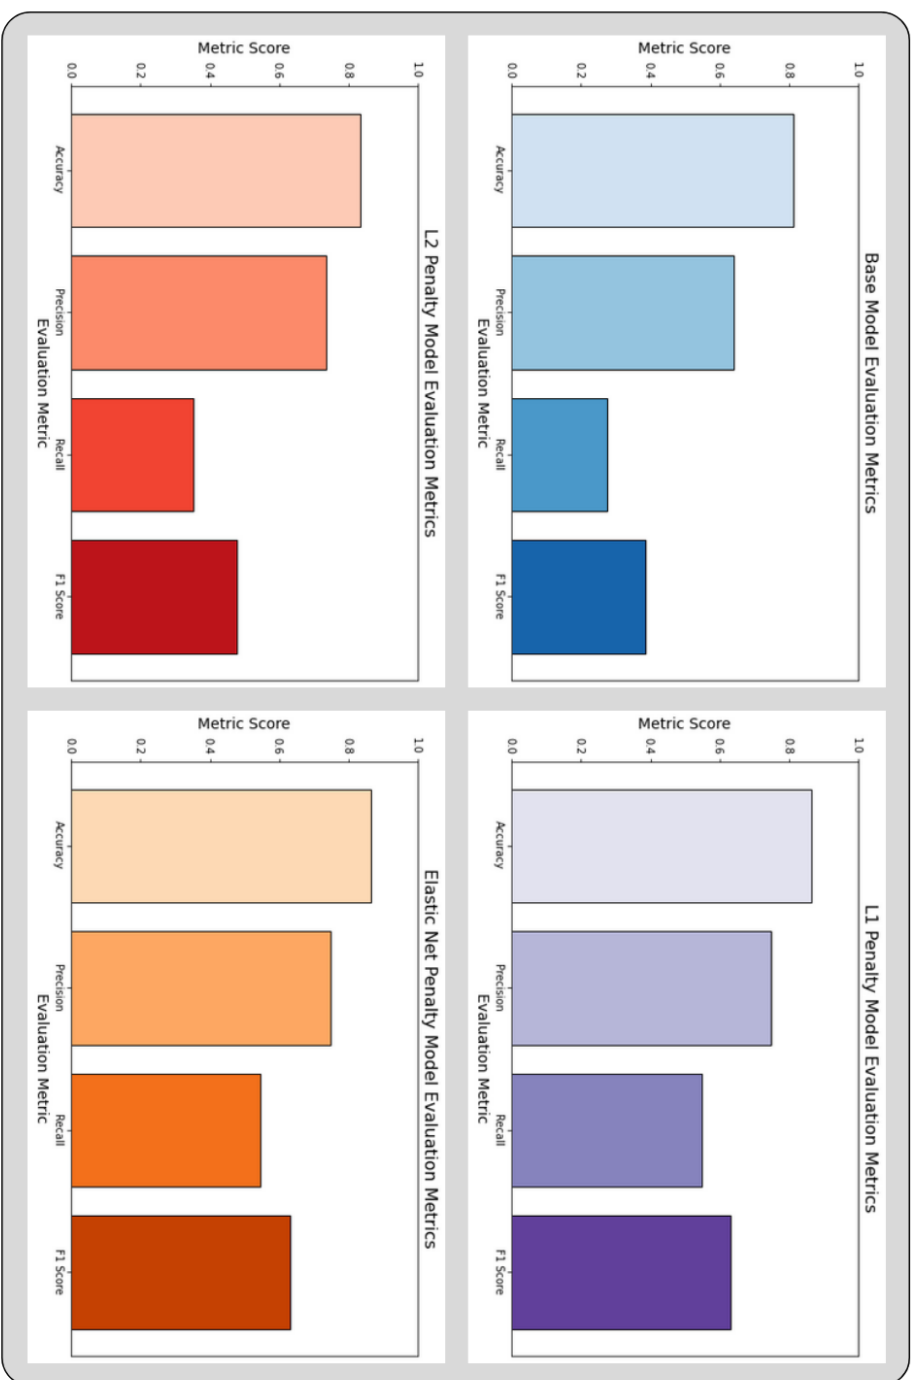 Base Model Evaluation Metrics
1.0
0.8
0.6
0.4
0.2
0.0
Metric Score
Accuracy
Precision
Recall
F1 Score
Evaluation Metric
L1 Penalty Model Evaluation Metrics
1.0
0.8
0.6
0.4
0.2
0.0
Metric Score
Accuracy
Precision
Recall
F1 Score
Evaluation Metric
L2 Penalty Model Evaluation Metrics
1.0
0.8
0.6
0.4
0.2
0.0
Metric Score
Accuracy
Precision
Recall
F1 Score
Evaluation Metric
Elastic Net Penalty Model Evaluation Metrics
1.0
0.8
0.6
0.4
0.2
0.0
Metric Score
Accuracy
Precision
Recall
F1 Score
Evaluation Metric